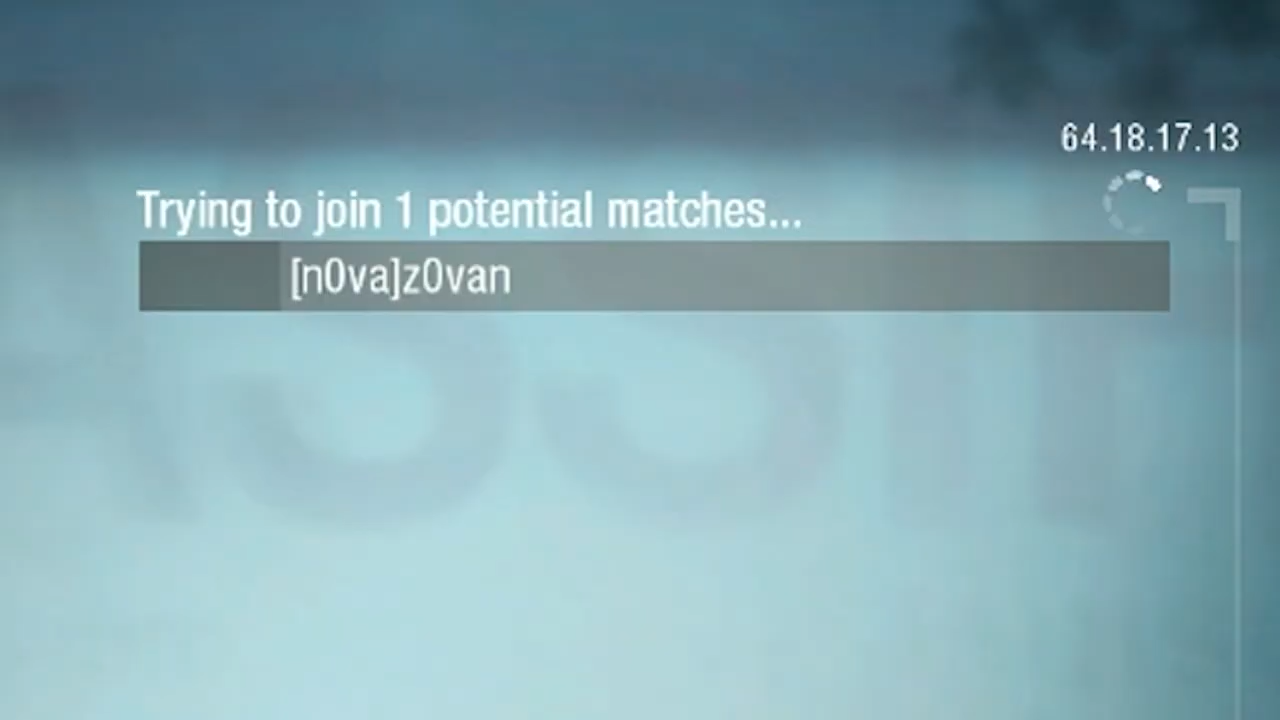 64.18.17.13
Trying to join 1 potential matches...
[n0va]z0van